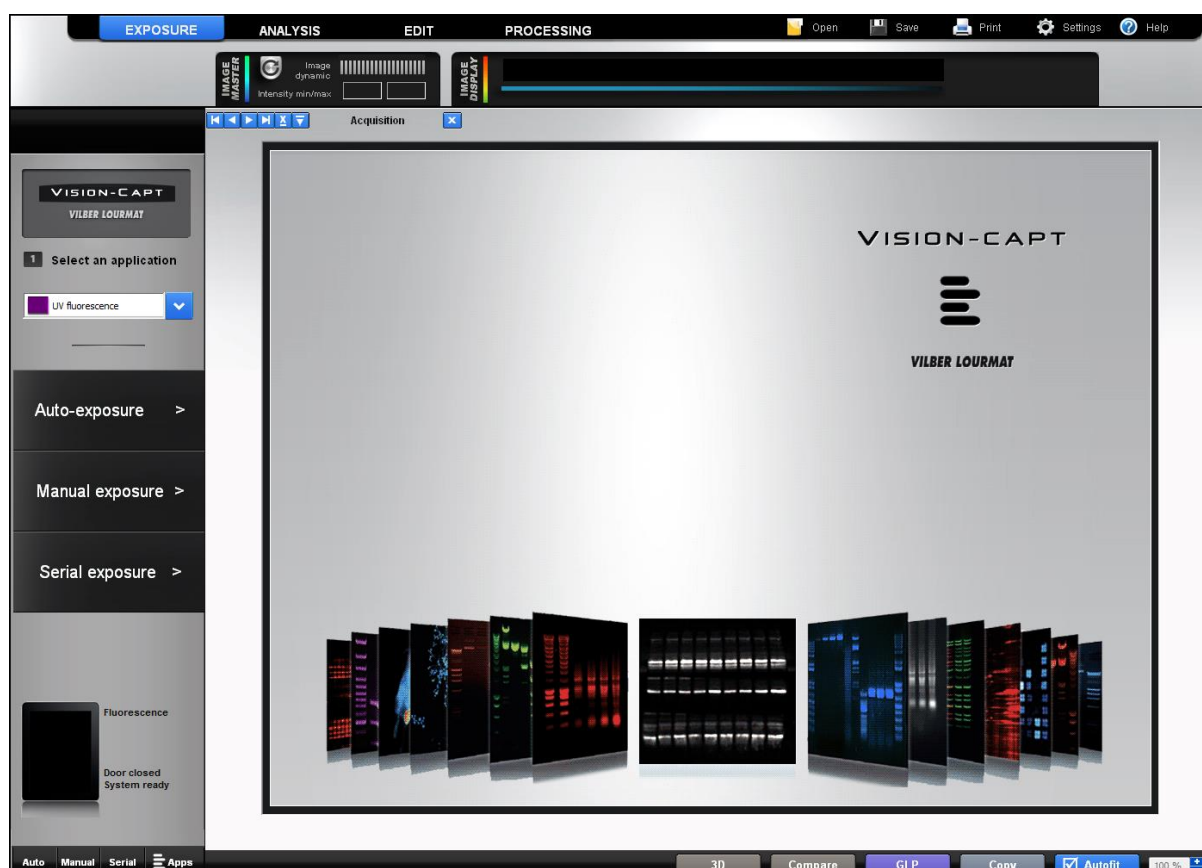 EXPOSURE ANALYSIS EDIT PROCESSING Open Save Print Settings Help
IMAGE MASTER
Image dynamic
Intensity min/max
IMAGE DISPLAY
Acquisition
VISION-CAPT
VILBER LOURMAT
1 Select an application
UV fluorescence
Auto-exposure >
Manual exposure >
Serial exposure >
Fluorescence
Door closed
System ready
VISION-CAPT
VILBER LOURMAT
Auto Manual Serial Apps
3D Compare GLP Copy Autofit 100 %